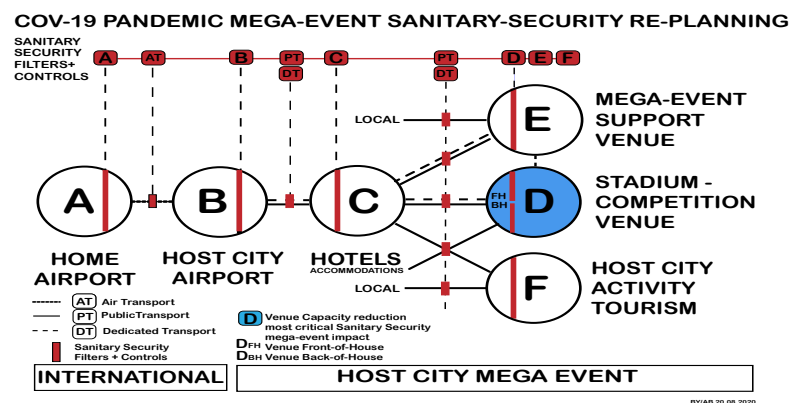 COV-19 PANDEMIC MEGA-EVENT SANITARY-SECURITY RE-PLANNING
SANITARY
SECURITY
FILTERS+
CONTROLS
A
AT
B
PT
DT
C
PT
DT
D
E
F
LOCAL
E
MEGA-EVENT
SUPPORT
VENUE
A
B
C
FH
BH
D
STADIUM -
COMPETITION
VENUE
HOME
AIRPORT
HOST CITY
AIRPORT
HOTELS
ACCOMMODATIONS
LOCAL
F
HOST CITY
ACTIVITY
TOURISM
AT Air Transport
PT PublicTransport
DT Dedicated Transport
Sanitary Security
Filters + Controls
D Venue Capacity reduction
most critical Sanitary Security
mega-event impact
DFH Venue Front-of-House
DBH Venue Back-of-House
INTERNATIONAL
HOST CITY MEGA EVENT
BY/AB 20.08.2020